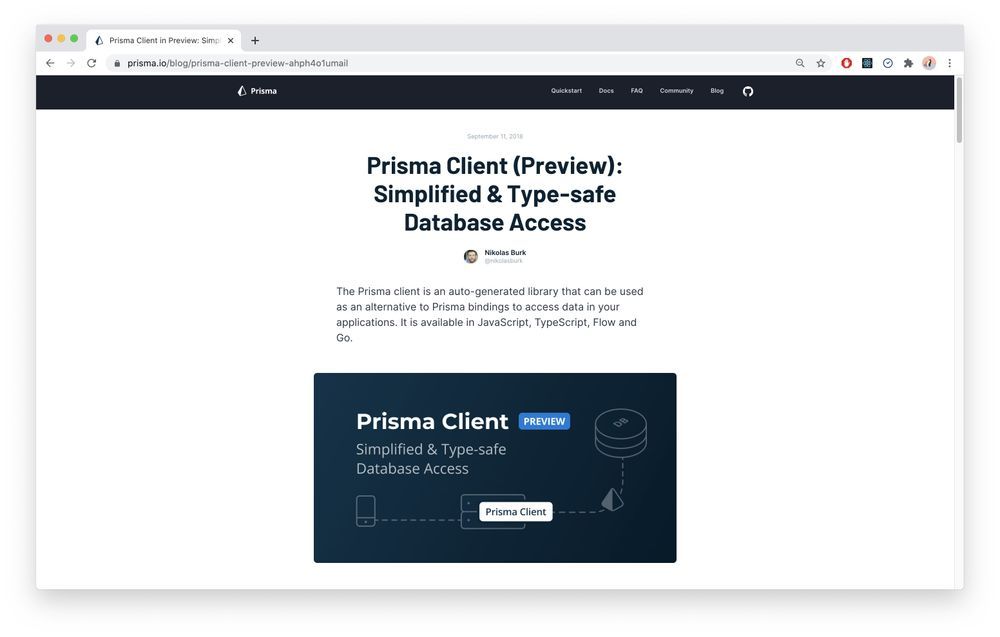 Prisma Client in Preview: Simpl
prisma.io/blog/prisma-client-preview-ahph4o1umail
Prisma
Quickstart Docs FAQ Community Blog
September 11, 2018
Prisma Client (Preview):
Simplified & Type-safe
Database Access
Nikolas Burk
@nikolasburk
The Prisma client is an auto-generated library that can be used
as an alternative to Prisma bindings to access data in your
applications. It is available in JavaScript, TypeScript, Flow and
Go.
Prisma Client PREVIEW
Simplified & Type-safe
Database Access
DB
Prisma Client